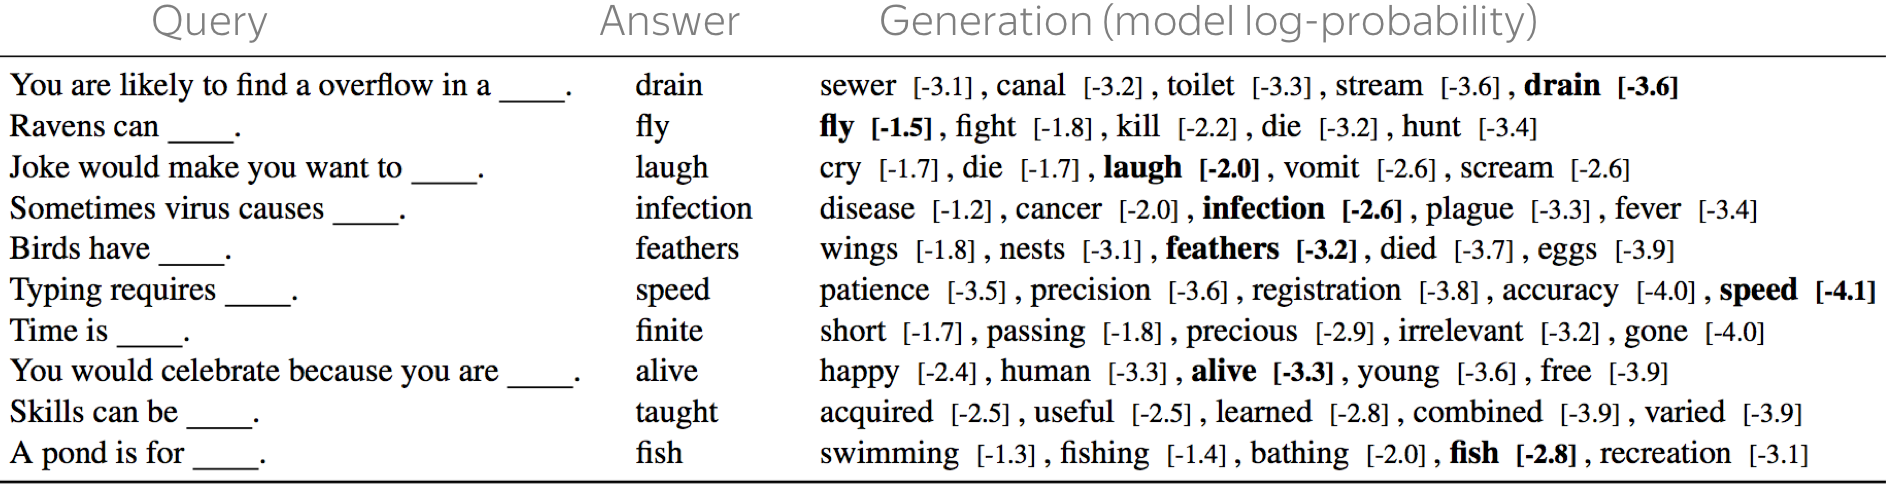 Query Answer Generation (model log-probability)
You are likely to find a overflow in a ____. drain sewer [-3.1] , canal [-3.2] , toilet [-3.3] , stream [-3.6] , drain [-3.6]
Ravens can ____. fly fly [-1.5] , fight [-1.8] , kill [-2.2] , die [-3.2] , hunt [-3.4]
Joke would make you want to ____. laugh cry [-1.7] , die [-1.7] , laugh [-2.0] , vomit [-2.6] , scream [-2.6]
Sometimes virus causes ____. infection disease [-1.2] , cancer [-2.0] , infection [-2.6] , plague [-3.3] , fever [-3.4]
Birds have ____. feathers wings [-1.8] , nests [-3.1] , feathers [-3.2] , died [-3.7] , eggs [-3.9]
Typing requires ____. speed patience [-3.5] , precision [-3.6] , registration [-3.8] , accuracy [-4.0] , speed [-4.1]
Time is ____. finite short [-1.7] , passing [-1.8] , precious [-2.9] , irrelevant [-3.2] , gone [-4.0]
You would celebrate because you are ____. alive happy [-2.4] , human [-3.3] , alive [-3.3] , young [-3.6] , free [-3.9]
Skills can be ____. taught acquired [-2.5] , useful [-2.5] , learned [-2.8] , combined [-3.9] , varied [-3.9]
A pond is for ____. fish swimming [-1.3] , fishing [-1.4] , bathing [-2.0] , fish [-2.8] , recreation [-3.1]